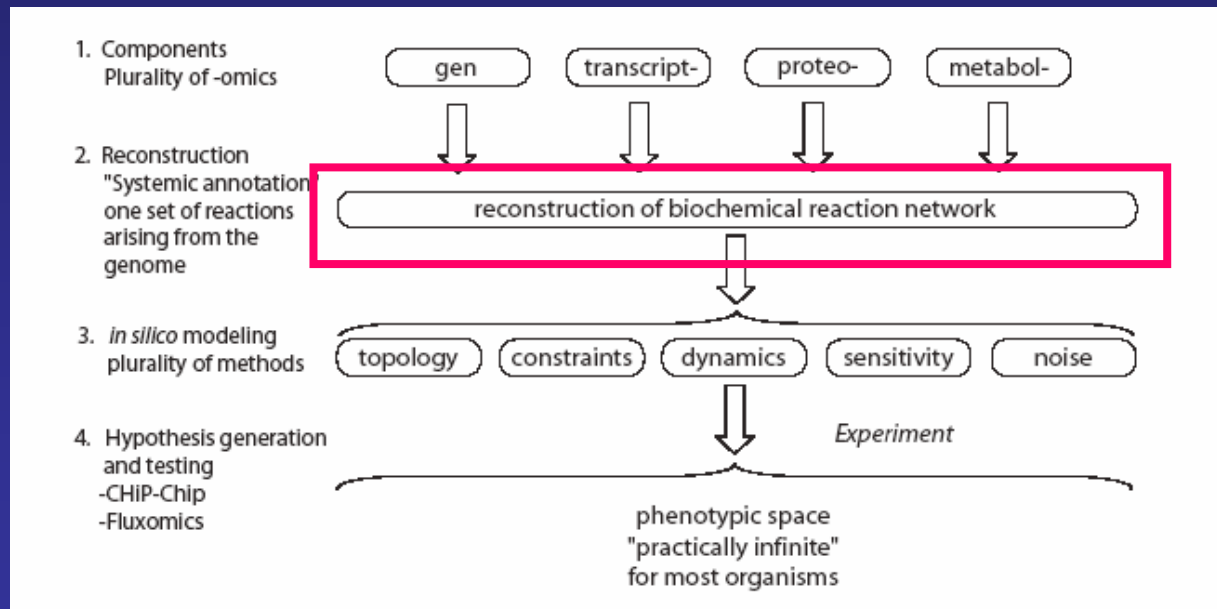 1. Components
Plurality of -omics
gen
transcript-
proteo-
metabol-
2. Reconstruction
"Systemic annotation"
one set of reactions
arising from the
genome
reconstruction of biochemical reaction network
3. in silico modeling
plurality of methods
topology
constraints
dynamics
sensitivity
noise
4. Hypothesis generation
and testing
-CHiP-Chip
-Fluxomics
Experiment
phenotypic space
"practically infinite"
for most organisms